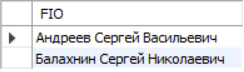 FIO
Андреев Сергей Васильевич
Балахнин Сергей Николаевич